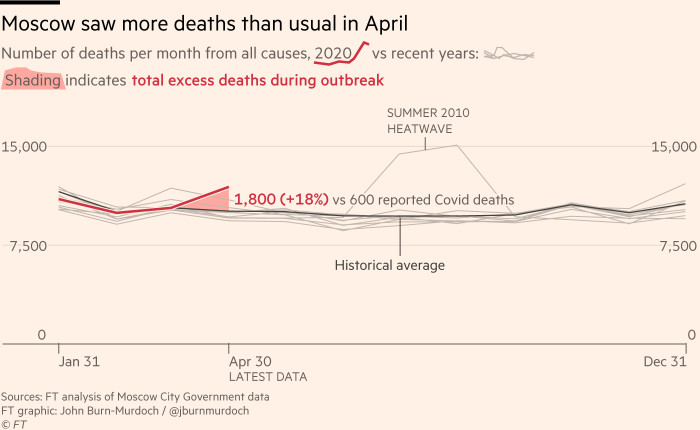 Moscow saw more deaths than usual in April
Number of deaths per month from all causes, 2020 vs recent years:
Shading indicates total excess deaths during outbreak
SUMMER 2010
HEATWAVE
15,000 15,000
1,800 (+18%) vs 600 reported Covid deaths
7,500 7,500
Historical average
0 0
Jan 31 Apr 30 Dec 31
LATEST DATA
Sources: FT analysis of Moscow City Government data
FT graphic: John Burn-Murdoch / @jburnmurdoch
© FT